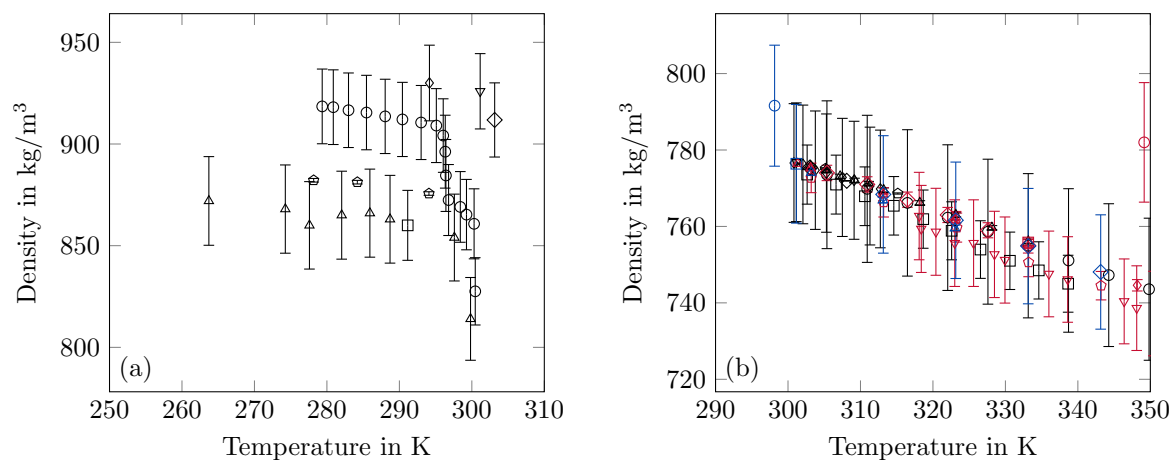 950
900
850
800
Density in kg/m³
(a)
250 260 270 280 290 300 310
Temperature in K
800
780
760
740
720
Density in kg/m³
(b)
290 300 310 320 330 340 350
Temperature in K